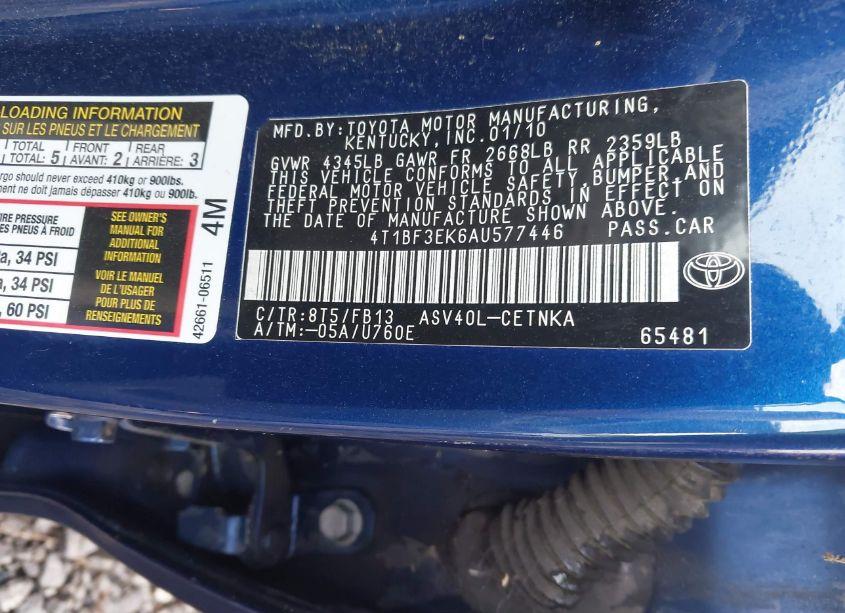 LOADING INFORMATION
SUR LES PNEUS ET LE CHARGEMENT
TOTAL FRONT REAR
TOTAL: 5 AVANT: 2 ARRIÈRE: 3
should never exceed 410kg or 900lbs.
ne doit jamais dépasser 410 kg ou 900lb.
PRESSURE
PNEUS À FROID
34 PSI
34 PSI
60 PSI
SEE OWNER'S
MANUAL FOR
ADDITIONAL
INFORMATION
VOIR LE MANUEL
DE L'USAGER
POUR PLUS DE
RENSEIGNEMENTS
4M
42661-06511
MFD.BY:TOYOTA MOTOR MANUFACTURING,
KENTUCKY,INC.01/10
GVWR 4345LB GAWR FR 2668LB RR 2359LB
THIS VEHICLE CONFORMS TO ALL APPLICABLE
FEDERAL MOTOR VEHICLE SAFETY,BUMPER,AND
THEFT PREVENTION STANDARDS IN EFFECT ON
THE DATE OF MANUFACTURE SHOWN ABOVE.
4T1BF3EK6AU577446 PASS.CAR
C/TR:8T5/FB13 ASV40L-CETNKA
A/TM:-05A/U760E 65481